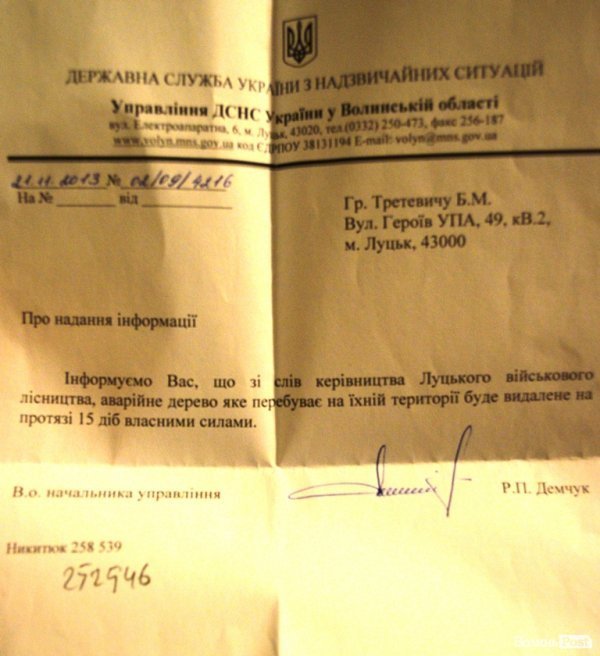 ДЕРЖАВНА СЛУЖБА УКРАЇНИ З НАДЗВИЧАЙНИХ СИТУАЦІЙ
Управління ДСНС України у Волинській області
вул. Електроапаратна, 6, м. Луцьк, 43020, тел (0332) 250-473, факс 256-187
www.volyn.mns.gov.ua код ЄДРПОУ 38131194 E-mail: volyn@mns.gov.ua
21.11.2013 № 02/09/4216
На № ________ від __________
Гр. Третевичу Б.М.
Вул. Героїв УПА, 49, кВ.2,
м. Луцьк, 43000
Про надання інформації
Інформуємо Вас, що зі слів керівництва Луцького військового
лісництва, аварійне дерево яке перебуває на їхній території буде видалене на
протязі 15 діб власними силами.
В.о. начальника управління Р.П. Демчук
Никитюк 258 539
252946
Post